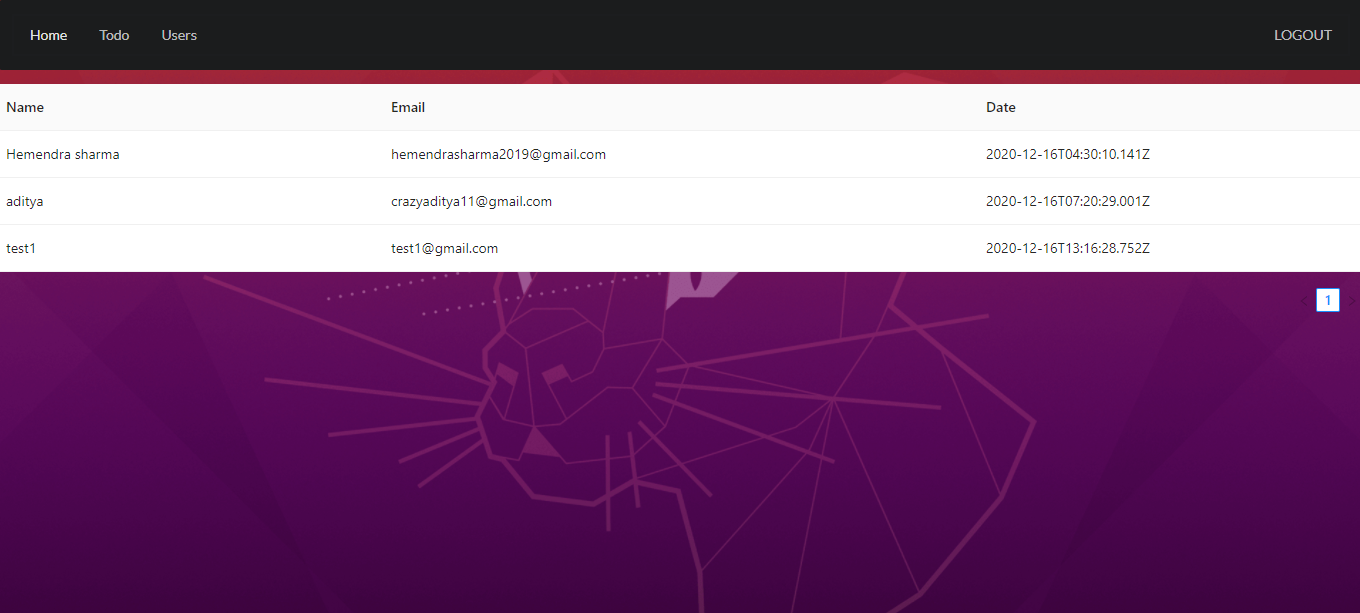 Home Todo Users LOGOUT
Name Email Date
Hemendra sharma hemendrasharma2019@gmail.com 2020-12-16T04:30:10.141Z
aditya crazyaditya11@gmail.com 2020-12-16T07:20:29.001Z
test1 test1@gmail.com 2020-12-16T13:16:28.752Z
< 1 >